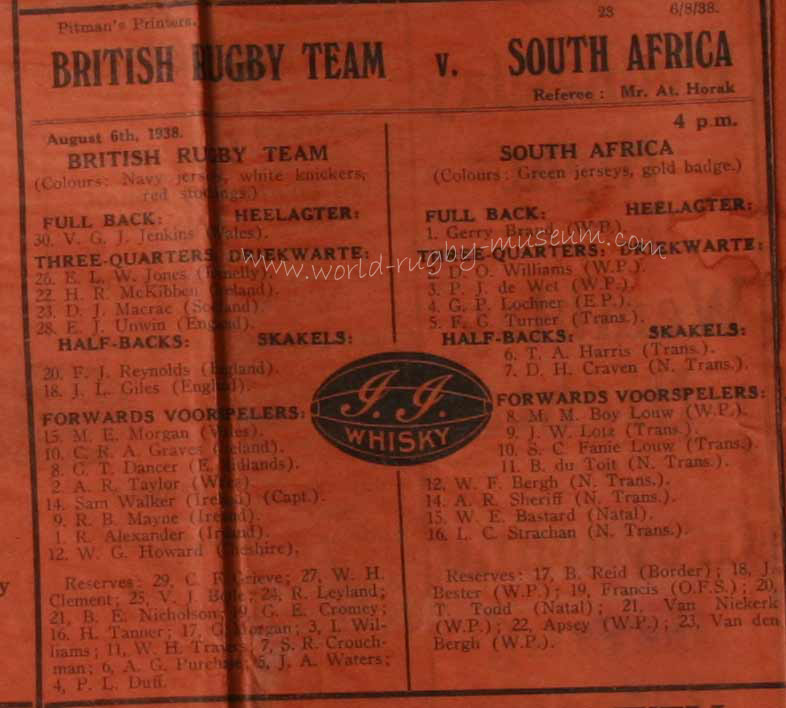 Pitman's Printers.
23 6/8/38.
BRITISH RUGBY TEAM v. SOUTH AFRICA
Referee : Mr. At. Horak
August 6th, 1938.
BRITISH RUGBY TEAM
(Colours: Navy jerseys, white knickers,
red stockings.)
FULL BACK: HEELAGTER:
30. V. G. J. Jenkins (Wales).
THREE-QUARTERS DRIEKWARTE:
26. E. L. W. Jones (Llanelly).
22 H. R. McKibben (Ireland).
23. D. J. Macrae (Scotland).
28. E. J. Unwin (England).
HALF-BACKS: SKAKELS:
20. F. J. Reynolds (England).
18. J. L. Giles (England).
FORWARDS VOORSPELERS:
15. M. E. Morgan (Wales).
10. C. R. A. Graves (Ireland).
8. C. T. Dancer (E. Midlands).
2 A. R. Taylor (Wales).
14. Sam Walker (Ireland) (Capt.).
9. R. B. Mayne (Ireland).
1. R. Alexander (Ireland).
12. W. G. Howard (Cheshire).
Reserves: 29, C. F. Grieve; 27, W. H.
Clement; 25, V. J. Boyle; 24, R. Leyland;
21, B. E. Nicholson; 19, G. E. Cromey;
16. H. Tanner; 17, G. Morgan; 3, I. Wil-
liams; 11, W. H. Travers; 7, S. R. Crouch-
man; 6, A. G. Purchase; 5, J. A. Waters;
4, P. L. Duff.
J. J.
WHISKY
4 p.m.
SOUTH AFRICA
(Colours: Green jerseys, gold badge.)
FULL BACK: HEELAGTER:
1. Gerry Brand (W.P.).
THREE-QUARTERS: DRIEKWARTE:
2. D. O. Williams (W.P.).
3. P. J. de Wet (W.P.).
4. G. P. Lochner (E.P.).
5. F. G. Turner (Trans.).
HALF-BACKS: SKAKELS:
6. T. A. Harris (Trans.).
7. D. H. Craven (N. Trans.).
FORWARDS VOORSPELERS:
8. M. M. Boy Louw (W.P.).
9. J. W. Lotz (Trans.).
10. S. C. Fanie Louw (Trans.).
11. B. du Toit (N. Trans.).
12. W. F. Bergh (N. Trans.).
14. A. R. Sheriff (N. Trans.).
15. W. E. Bastard (Natal).
16. L. C. Strachan (N. Trans.).
Reserves: 17, B. Reid (Border); 18, J.
Bester (W.P.); 19, Francis (O.F.S.); 20,
T. Todd (Natal); 21, Van Niekerk
(W.P.); 22, Apsey (W.P.); 23, Van den
Bergh (W.P.).
www.world-rugby-museum.com